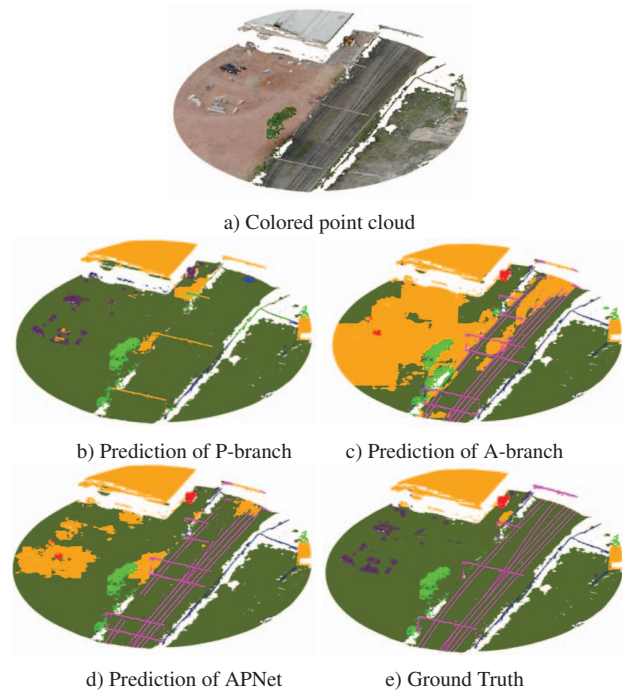 a) Colored point cloud
b) Prediction of P-branch
c) Prediction of A-branch
d) Prediction of APNet
e) Ground Truth